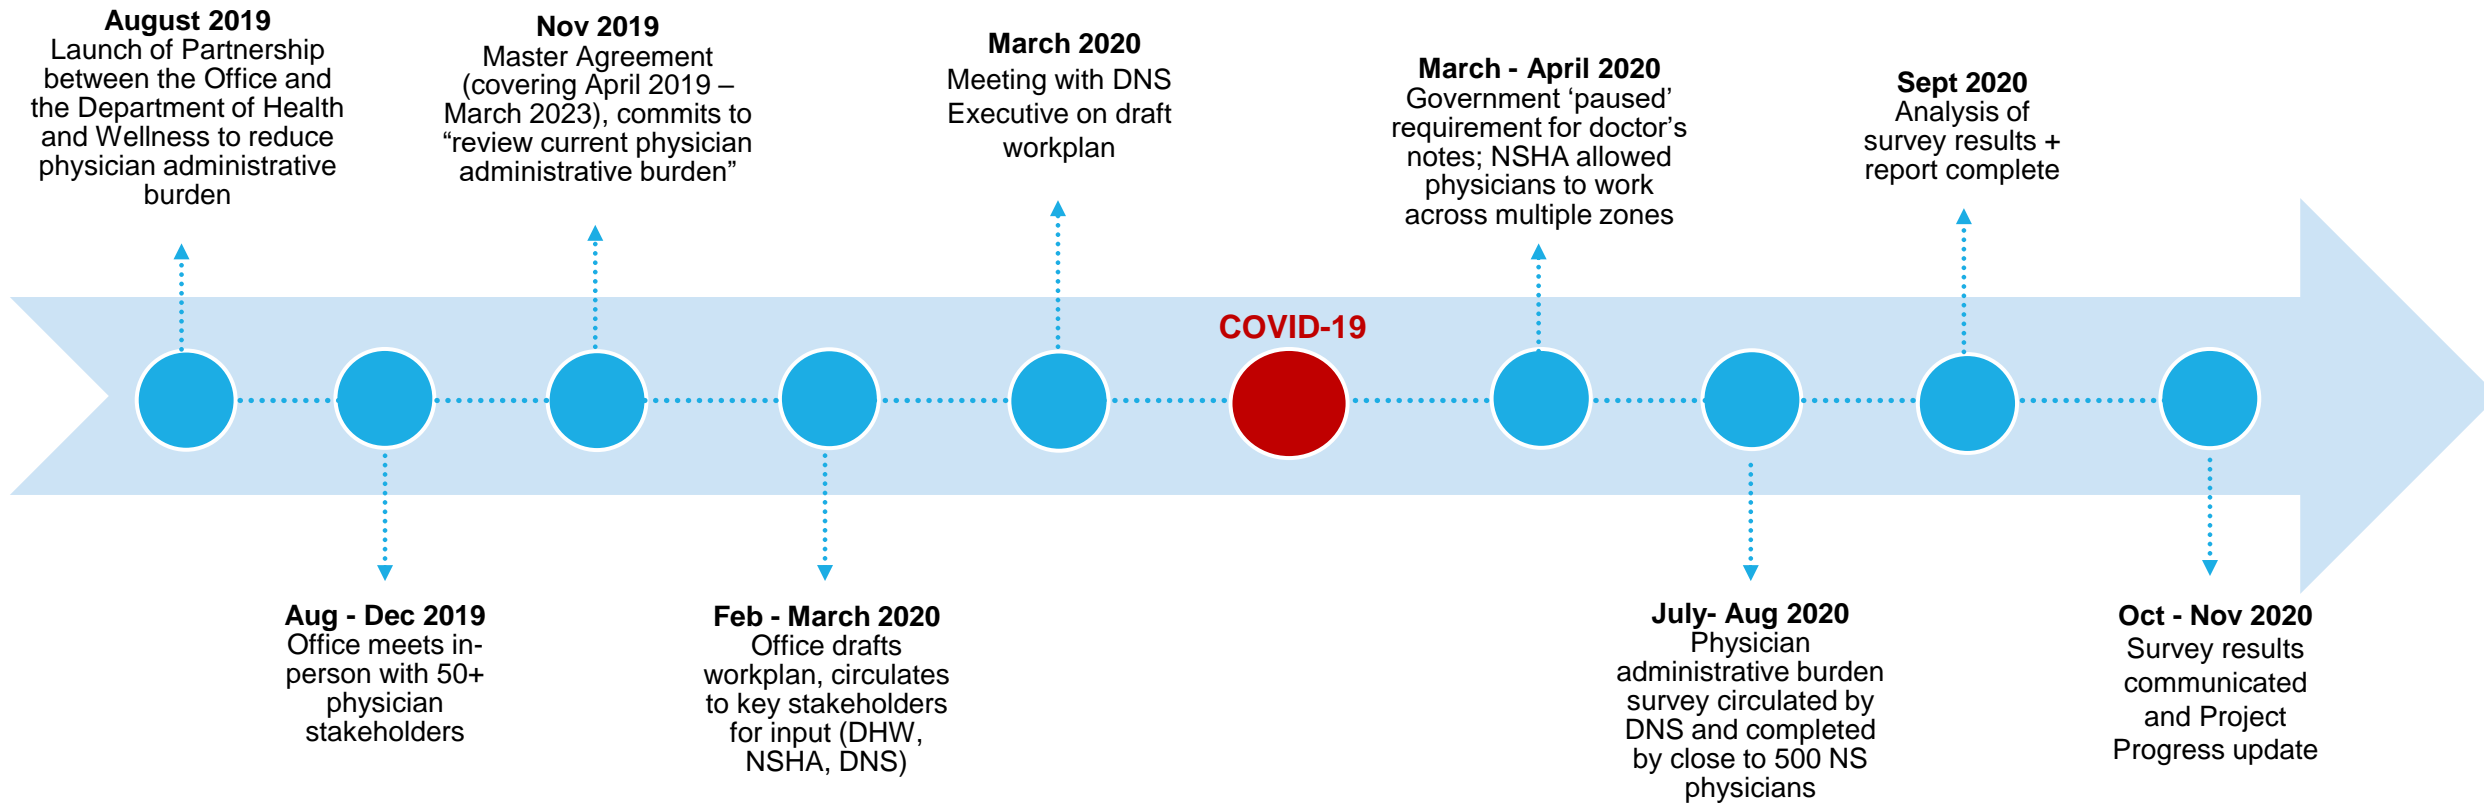 August 2019
Launch of Partnership
between the Office and
the Department of Health
and Wellness to reduce
physician administrative
burden
Nov 2019
Master Agreement
(covering April 2019 –
March 2023), commits to
“review current physician
administrative burden”
March 2020
Meeting with DNS
Executive on draft
workplan
March - April 2020
Government ‘paused’
requirement for doctor’s
notes; NSHA allowed
physicians to work
across multiple zones
Sept 2020
Analysis of
survey results +
report complete
COVID-19
Aug - Dec 2019
Office meets in-
person with 50+
physician
stakeholders
Feb - March 2020
Office drafts
workplan, circulates
to key stakeholders
for input (DHW,
NSHA, DNS)
July- Aug 2020
Physician
administrative burden
survey circulated by
DNS and completed
by close to 500 NS
physicians
Oct - Nov 2020
Survey results
communicated
and Project
Progress update